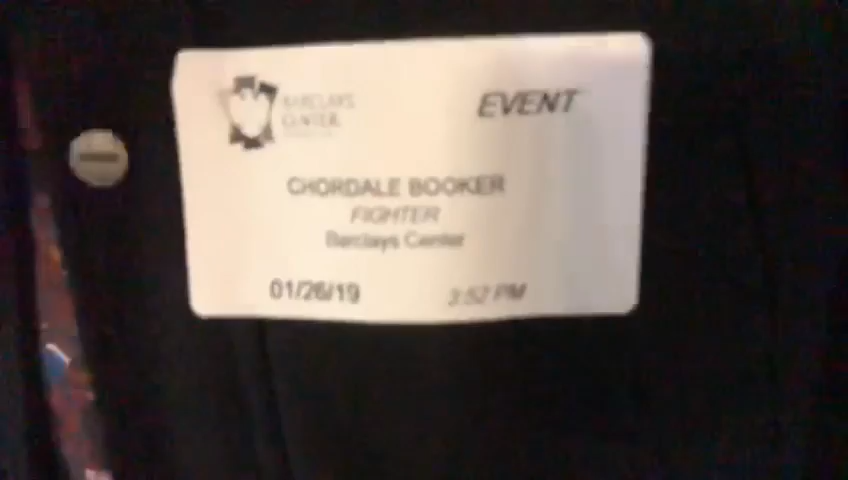 BARCLAYS
CENTER
EVENT
CHORDALE BOOKER
FIGHTER
Barclays Center
01/26/19 3:52 PM